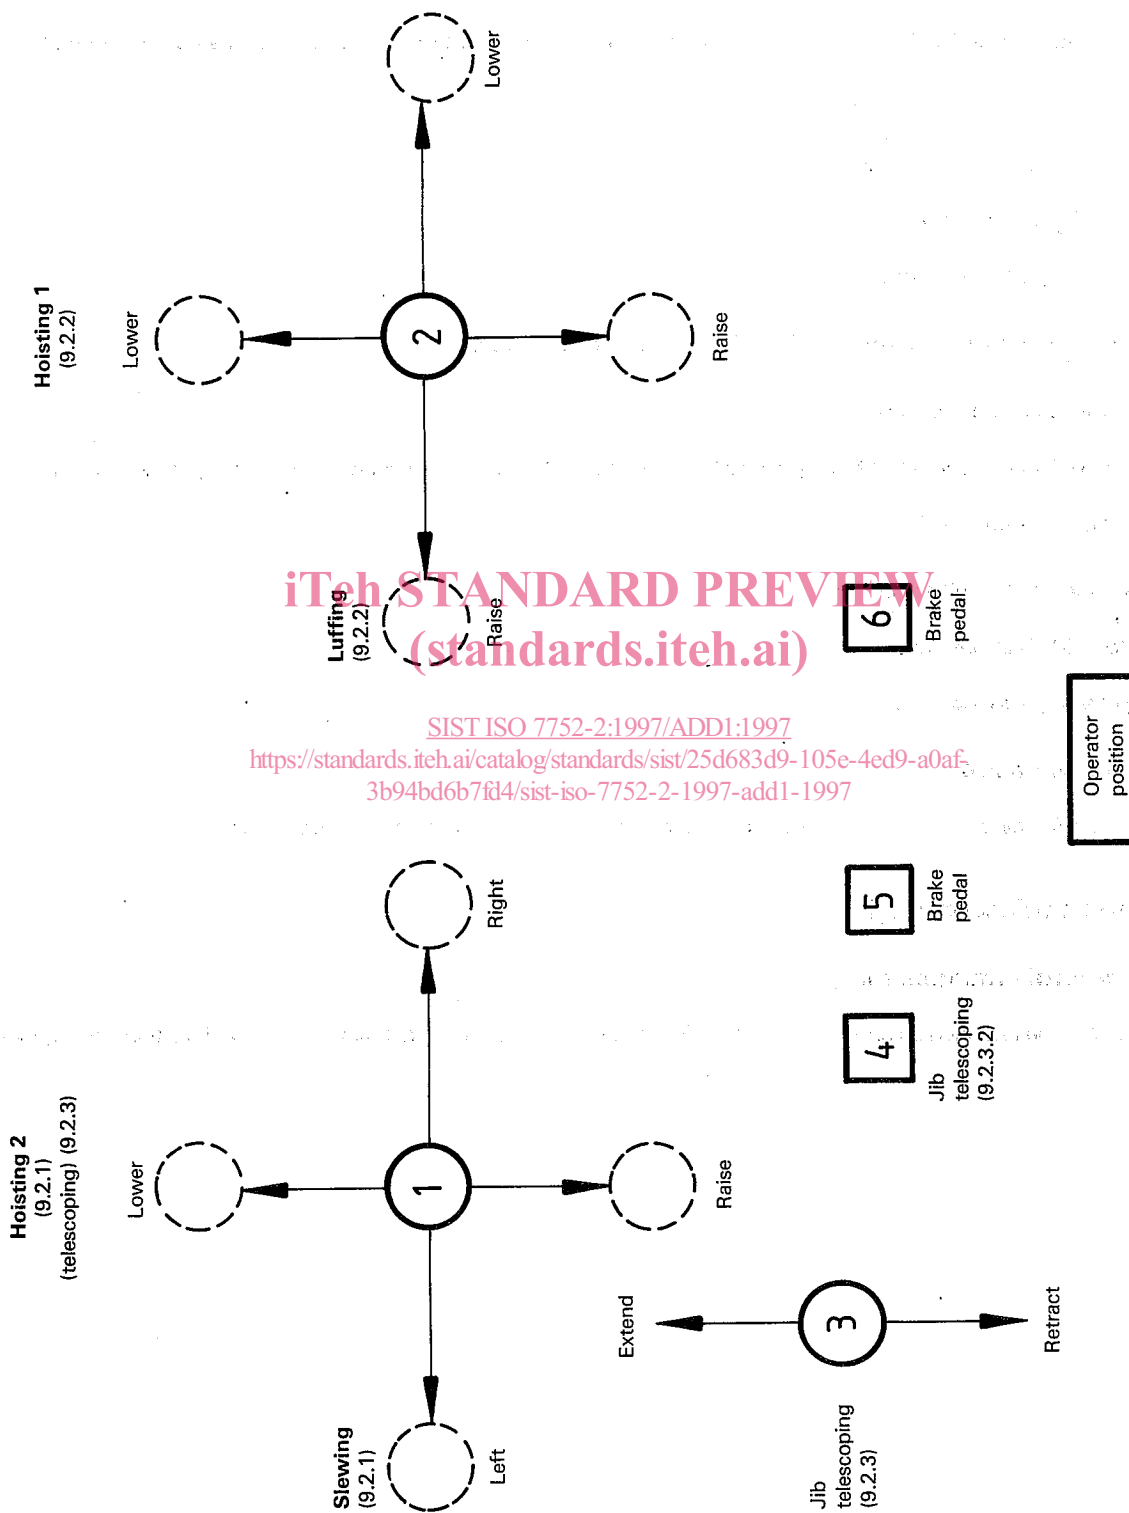 Hoisting 2
(9.2.1)
(telescoping) (9.2.3)
Lower
Slewing
(9.2.1)
Left
1
Right
Raise
Hoisting 1
(9.2.2)
Lower
Luffing
(9.2.2)
Raise
2
Lower
Raise
Extend
Jib
telescoping
(9.2.3)
3
Retract
4
Jib
telescoping
(9.2.3.2)
5
Brake
pedal
6
Brake
pedal
Operator
position
iTeh STANDARD PREVIEW
(standards.iteh.ai)
SIST ISO 7752-2:1997/ADD1:1997
https://standards.iteh.ai/catalog/standards/sist/25d683d9-105e-4ed9-a0af-
3b94bd6b7fd4/sist-iso-7752-2-1997-add1-1997